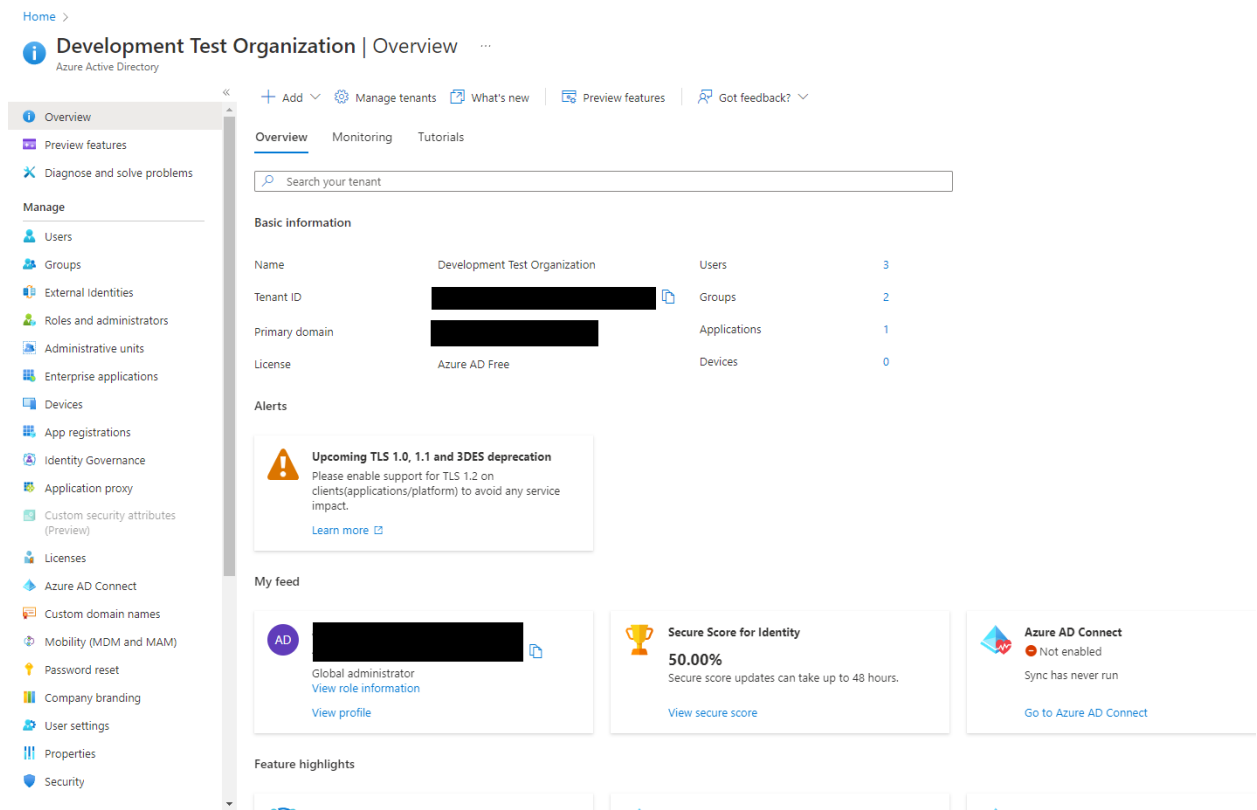 Home >
Development Test Organization | Overview ...
Azure Active Directory
«
Overview
Preview features
Diagnose and solve problems
Manage
Users
Groups
External Identities
Roles and administrators
Administrative units
Enterprise applications
Devices
App registrations
Identity Governance
Application proxy
Custom security attributes
(Preview)
Licenses
Azure AD Connect
Custom domain names
Mobility (MDM and MAM)
Password reset
Company branding
User settings
Properties
Security
Add Manage tenants What's new Preview features Got feedback?
Overview Monitoring Tutorials
Search your tenant
Basic information
Name Development Test Organization Users 3
Tenant ID Groups 2
Primary domain Applications 1
License Azure AD Free Devices 0
Alerts
Upcoming TLS 1.0, 1.1 and 3DES deprecation
Please enable support for TLS 1.2 on
clients(applications/platform) to avoid any service
impact.
Learn more
My feed
AD
Global administrator
View role information
View profile
Secure Score for Identity
50.00%
Secure score updates can take up to 48 hours.
View secure score
Azure AD Connect
Not enabled
Sync has never run
Go to Azure AD Connect
Feature highlights